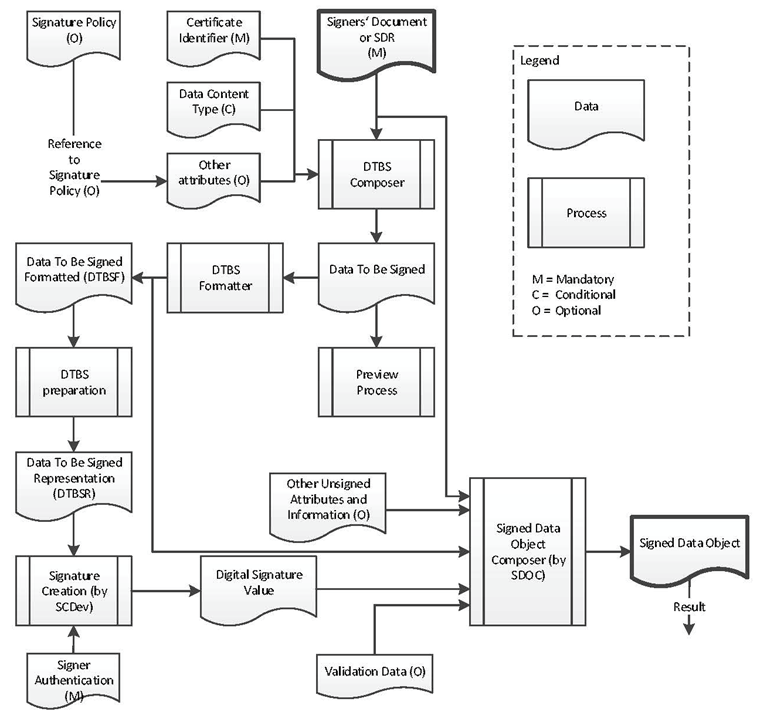 Signature Policy
(O)
Certificate
Identifier (M)
Signers' Document
or SDR
(M)
Legend
Data
Data Content
Type (C)
Reference
to
Signature
Policy (O)
Other
attributes (O)
DTBS
Composer
Process
M = Mandatory
C = Conditional
O = Optional
Data To Be Signed
Formatted (DTBSF)
DTBS
Formatter
Data To Be Signed
DTBS
preparation
Preview
Process
Data To Be Signed
Representation
(DTBSR)
Other Unsigned
Attributes and
Information (O)
Signed Data
Object
Composer (by
SDOC)
Signed Data Object
Signature
Creation (by
SCDev)
Digital Signature
Value
Result
Signer
Authentication
(M)
Validation Data (O)